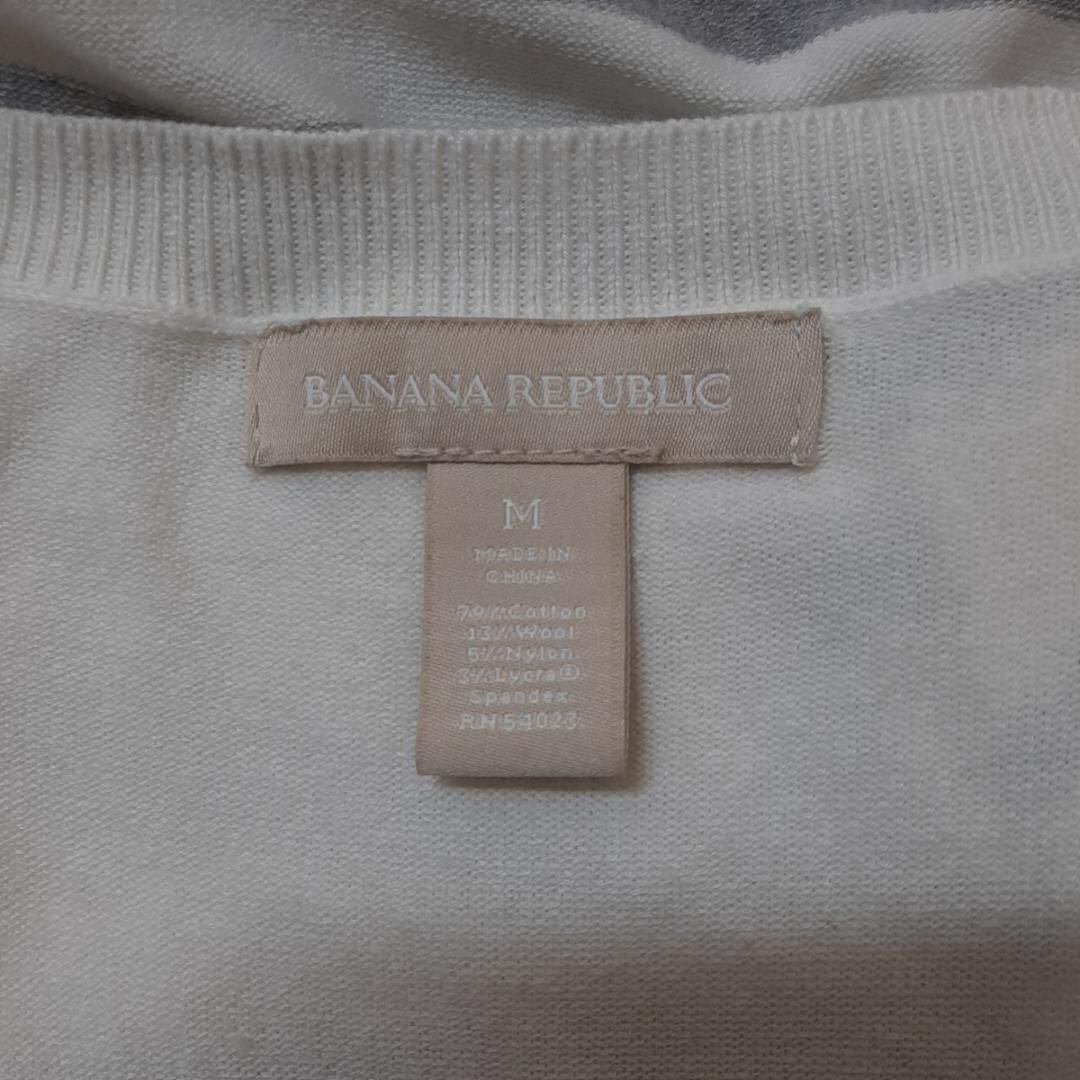 BANANA REPUBLIC
M
MADE IN
CHINA
79% Cotton
13% Wool
5% Nylon
3% Lycra®
Spandex
RN 54023